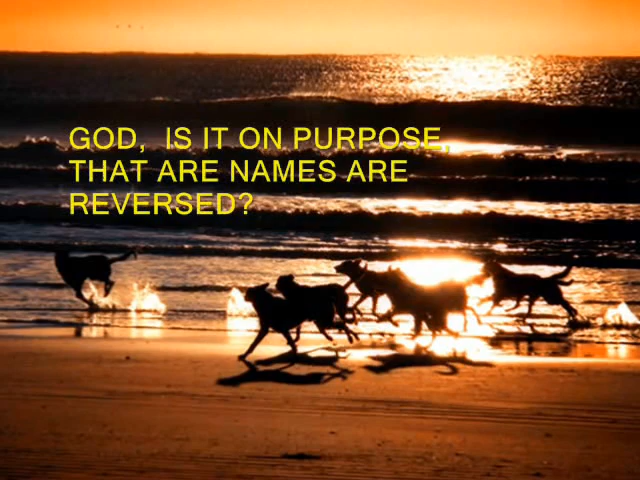 GOD,  IS IT ON PURPOSE,
THAT ARE NAMES ARE
REVERSED?